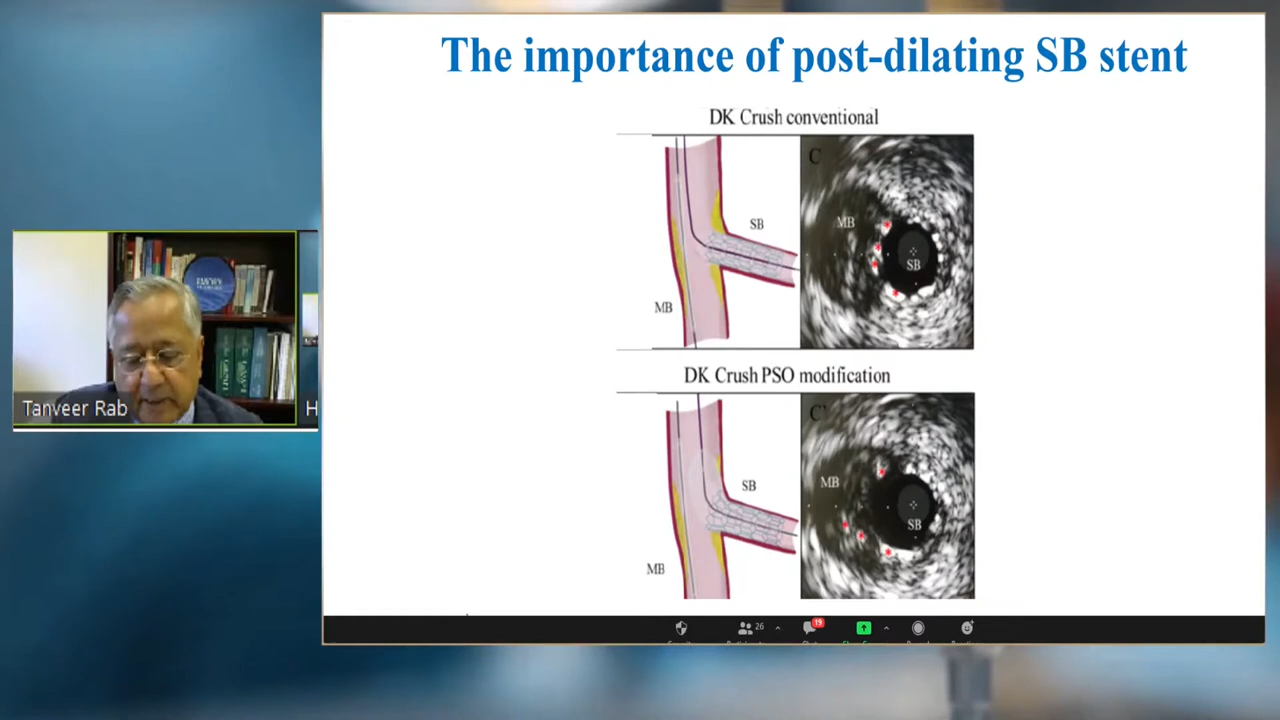 The importance of post-dilating SB stent
DK Crush conventional
C
SB
MB
SB
MB
DK Crush PSO modification
C'
SB
MB
SB
MB
Tanveer Rab
H
26
19